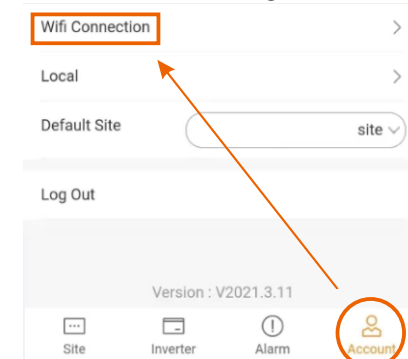 Wifi Connection
Local
Default Site
site
Log Out
Version : V2021.3.11
Site Inverter Alarm Account